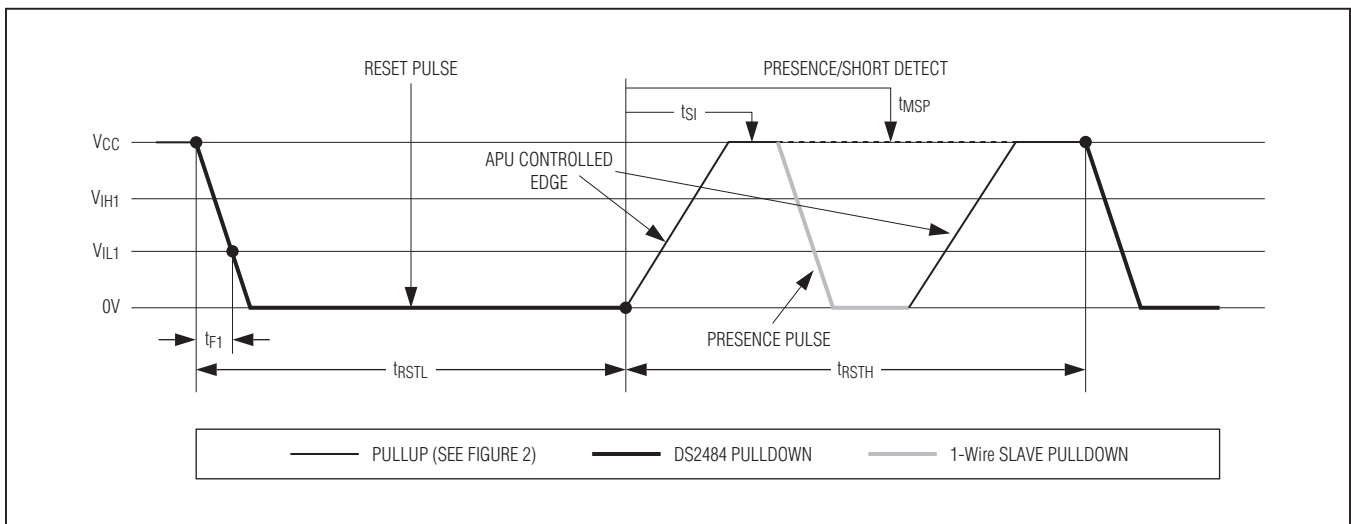 RESET PULSE
PRESENCE/SHORT DETECT
tMSP
tSI
VCC
APU CONTROLLED
EDGE
VIH1
VIL1
0V
PRESENCE PULSE
tF1
tRSTL
tRSTH
PULLUP (SEE FIGURE 2)
DS2484 PULLDOWN
1-Wire SLAVE PULLDOWN